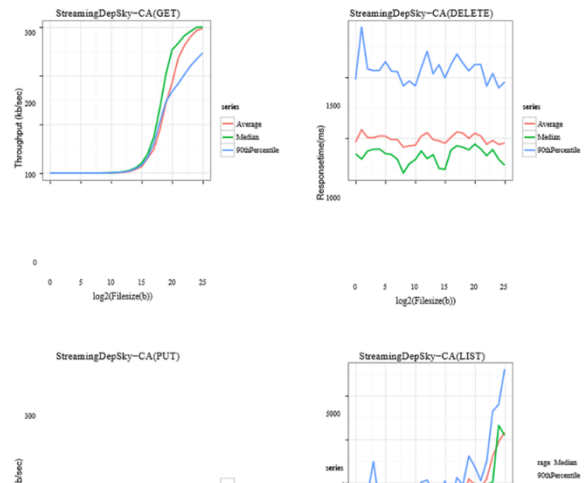 StreamingDepSky−CA(GET)
300
200
100
0
Throughput (kb/sec)
series
Average
Median
90thPercentile
0 5 10 15 20 25
log2(Filesize(b))
StreamingDepSky−CA(DELETE)
1500
1000
Responsetime(ms)
series
Average
Median
90thPercentile
0 5 10 15 20 25
log2(Filesize(b))
StreamingDepSky−CA(PUT)
300
b/sec)
StreamingDepSky−CA(LIST)
5000
series
rage Median
90thPercentile